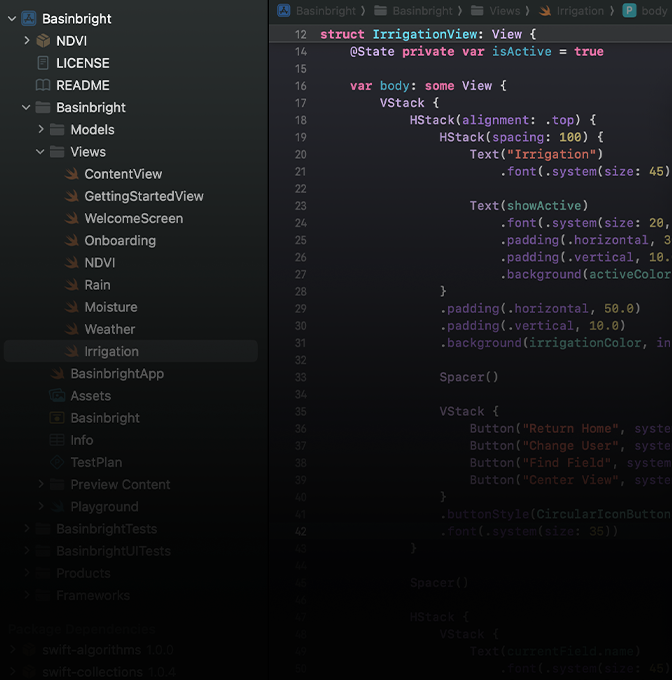 Basinbright
NDVI
LICENSE
README
Basinbright
Models
Views
ContentView
GettingStartedView
WelcomeScreen
Onboarding
NDVI
Rain
Moisture
Weather
Irrigation
BasinbrightApp
Assets
Basinbright
Info
TestPlan
Preview Content
Playground
BasinbrightTests
BasinbrightUITests
Products
Frameworks
Package Dependencies
swift-algorithms 1.0.0
swift-collections 1.0.4
Basinbright 〉 Basinbright 〉 Views 〉 Irrigation 〉 P body
12 struct IrrigationView: View {
14 @State private var isActive = true
15
16 var body: some View {
17 VStack {
18 HStack(alignment: .top) {
19 HStack(spacing: 100) {
20 Text("Irrigation")
21 .font(.system(size: 45)
22
23 Text(showActive)
24 .font(.system(size: 20,
25 .padding(.horizontal, 3
26 .padding(.vertical, 10.
27 .background(activeColor
28 }
29 .padding(.horizontal, 50.0)
30 .padding(.vertical, 10.0)
31 .background(irrigationColor, in
32
33 Spacer()
34
35 VStack {
36 Button("Return Home", syste
37 Button("Change User", syste
38 Button("Find Field", system
39 Button("Center View", syste
40 }
41 .buttonStyle(CircularIconButton
42 .font(.system(size: 35))
43 }
44
45 Spacer()
46
47 HStack {
48 VStack {
49 Text(currentField.name)
50 .font(.system(size: 45)